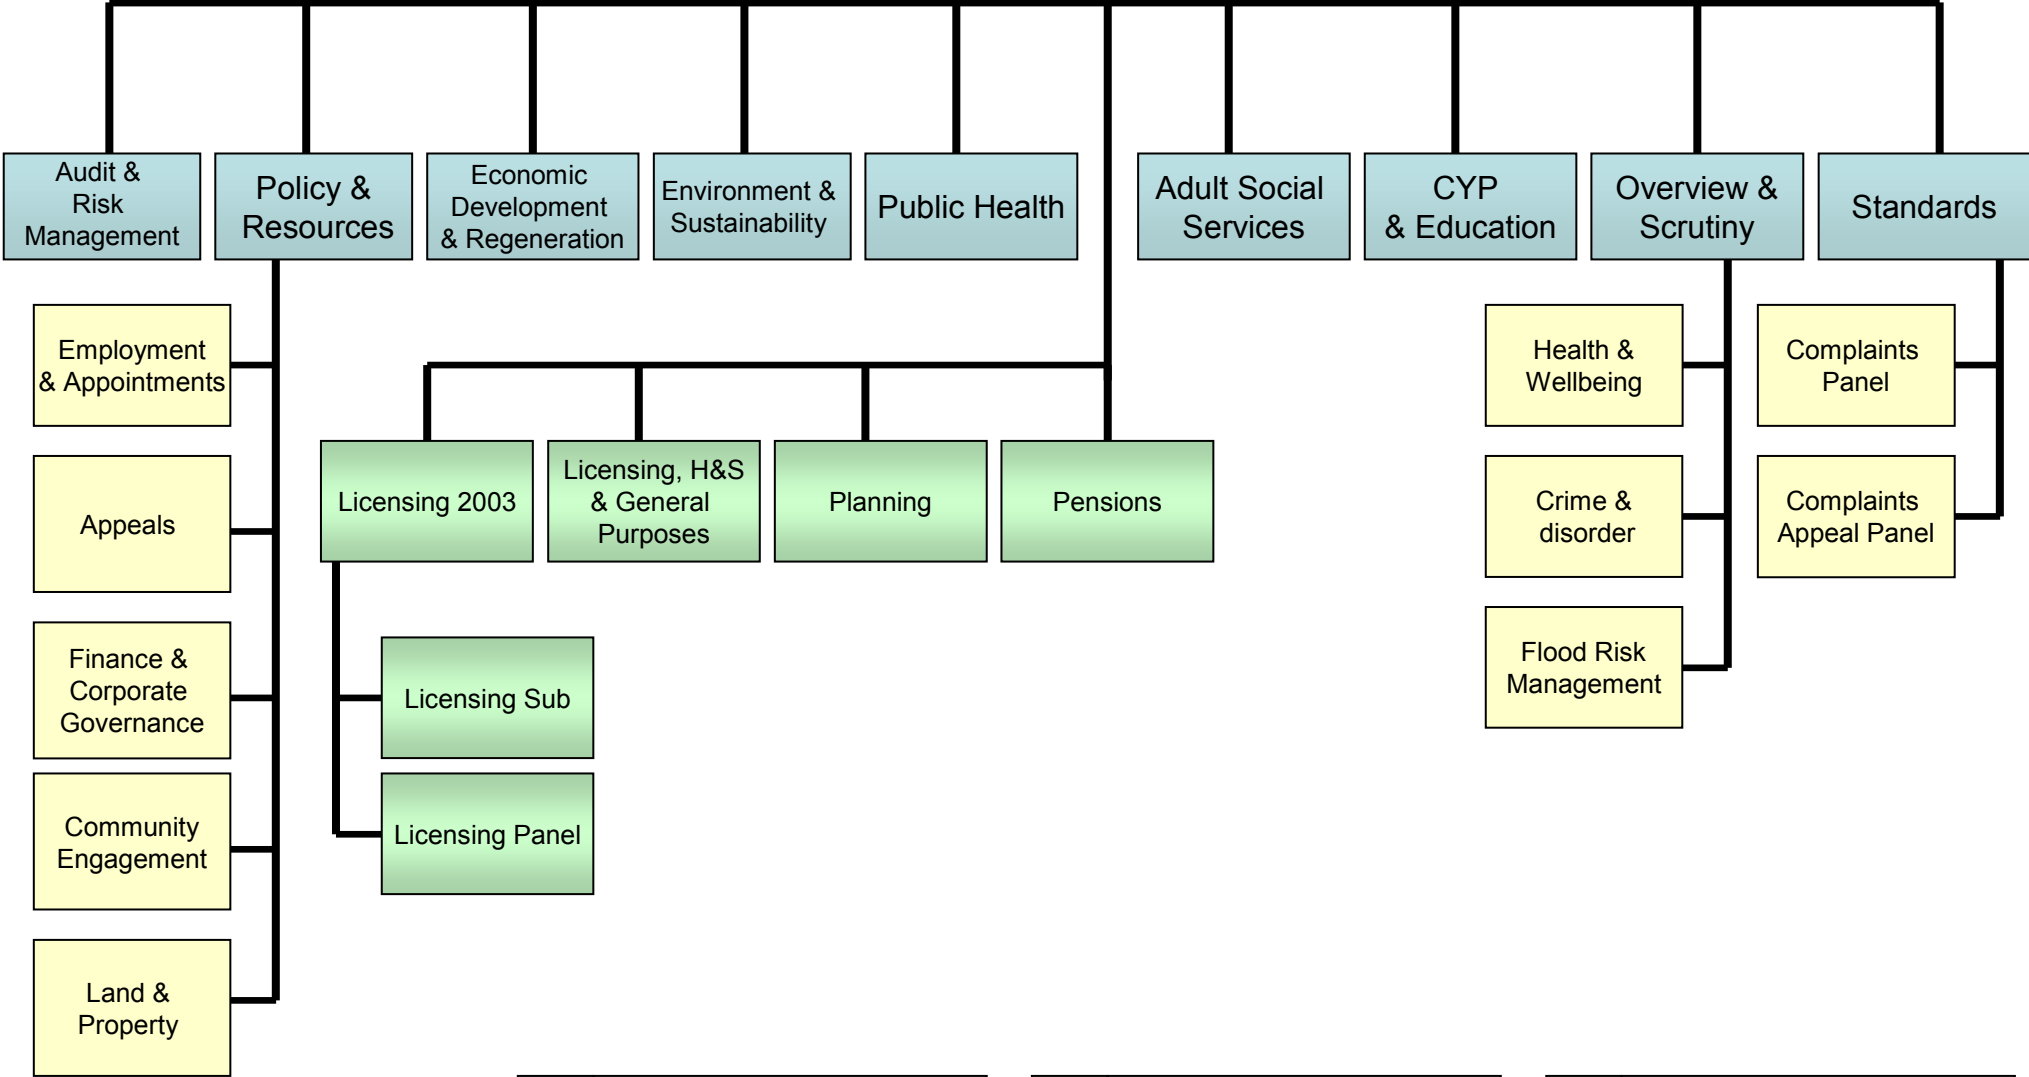 Audit &
Risk
Management
Policy &
Resources
Economic
Development
& Regeneration
Environment &
Sustainability
Public Health
Adult Social
Services
CYP
& Education
Overview &
Scrutiny
Standards
Employment
& Appointments
Appeals
Finance &
Corporate
Governance
Community
Engagement
Land &
Property
Licensing 2003
Licensing, H&S
& General
Purposes
Planning
Pensions
Licensing Sub
Licensing Panel
Health &
Wellbeing
Crime &
disorder
Flood Risk
Management
Complaints
Panel
Complaints
Appeal Panel